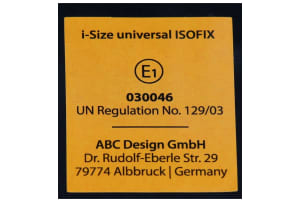 i-Size universal ISOFIX
E1
030046
UN Regulation No. 129/03
ABC Design GmbH
Dr. Rudolf-Eberle Str. 29
79774 Albbruck | Germany